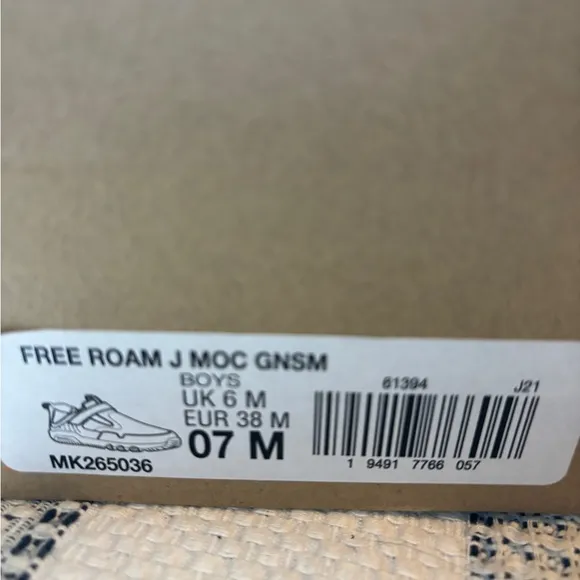 FREE ROAM J MOC GNSM
BOYS
UK 6 M
EUR 38 M
07 M
MK265036
61394
J21
1 9491 7766 057